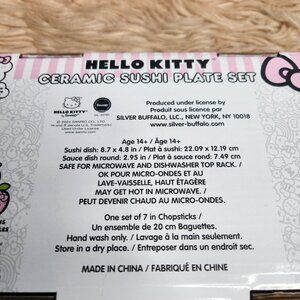 HELLO KITTY
CERAMIC SUSHI PLATE SET
HELLO KITTY
Produced under license by
Produit sous licence par
SILVER BUFFALO, LLC., NEW YORK, NY 10018
www.silver-buffalo.com
Age 14+ / Âge 14+
Sushi dish: 8.7 x 4.8 in. / Plat à sushi: 22.09 x 12.19 cm
Sauce dish round: 2.95 in / Plat à sauce rond: 7.49 cm
SAFE FOR MICROWAVE AND DISHWASHER TOP RACK. /
OK POUR MICRO-ONDES ET AU
LAVE-VAISSELLE, HAUT ÉTAGÈRE
MAY GET HOT IN MICROWAVE. /
PEUT DEVENIR CHAUD AU MICRO-ONDES.
One set of 7 in Chopsticks /
Un ensemble de 20 cm Baguettes.
Hand wash only. / Lavage à la main seulement.
Store in a dry place. / Entreposer dans un endroit sec.
MADE IN CHINA / FABRIQUÉ EN CHINE